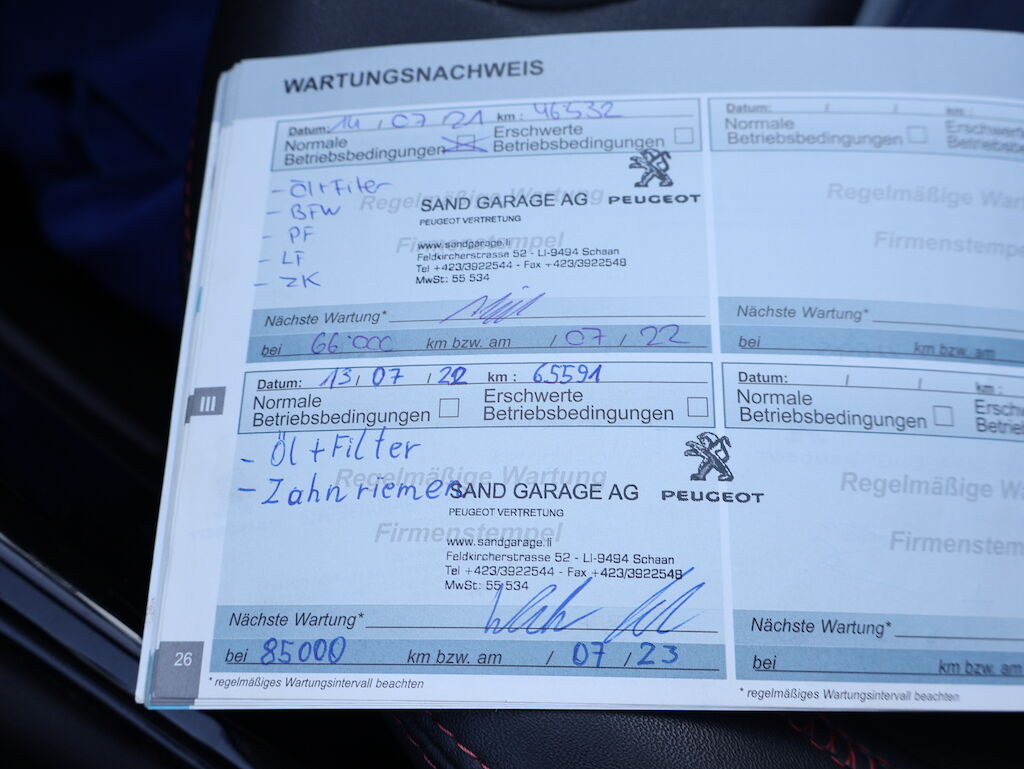 WARTUNGSNACHWEIS
Datum: 14 / 07 / 21 km : 46532
Normale Betriebsbedingungen
Erschwerte Betriebsbedingungen
- Öl+Filter
- BFW
- PF
- LF
- ZK
Regelmäßige Wartung
Firmenstempel
SAND GARAGE AG
PEUGEOT VERTRETUNG
PEUGEOT
www.sandgarage.li
Feldkircherstrasse 52 - LI-9494 Schaan
Tel +423/3922544 - Fax +423/3922548
MwSt: 55 534
Nächste Wartung*
bei 66'000 km bzw. am / 07 / 22
Datum: 13 / 07 / 22 km : 65591
Normale Betriebsbedingungen
Erschwerte Betriebsbedingungen
- Öl + Filter
- Zahnriemen
Regelmäßige Wartung
Firmenstempel
SAND GARAGE AG
PEUGEOT VERTRETUNG
PEUGEOT
www.sandgarage.li
Feldkircherstrasse 52 - LI-9494 Schaan
Tel +423/3922544 - Fax +423/3922548
MwSt: 55 534
Nächste Wartung*
bei 85000 km bzw. am / 07 / 23
* regelmäßiges Wartungsintervall beachten
III
26
Datum: / / km :
Normale Betriebsbedingungen
Erschwerte
Regelmäßige
Firmenstempel
Nächste Wartung*
bei km bzw. am
Datum: / / km :
Normale Betriebsbedingungen
Regelmäßige
Nächste Wartung*
bei km bzw. am
* regelmäßiges Wartungsintervall beachten